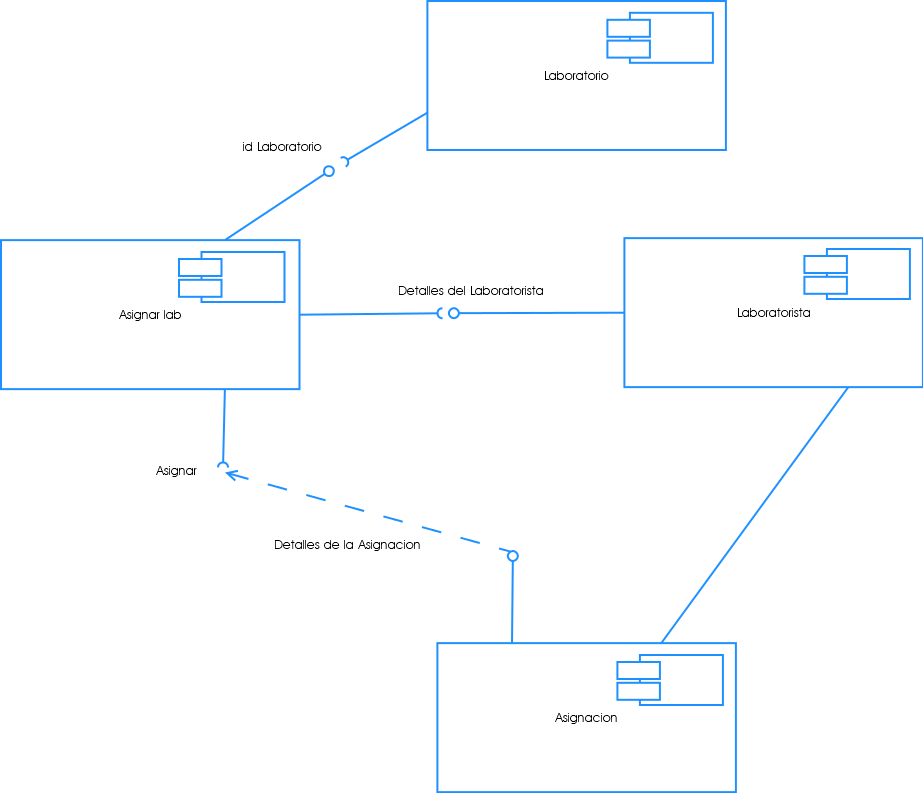 Laboratorio
id Laboratorio
Detalles del Laboratorista
Asignar lab
Laboratorista
Asignar
Detalles de la Asignacion
Asignacion